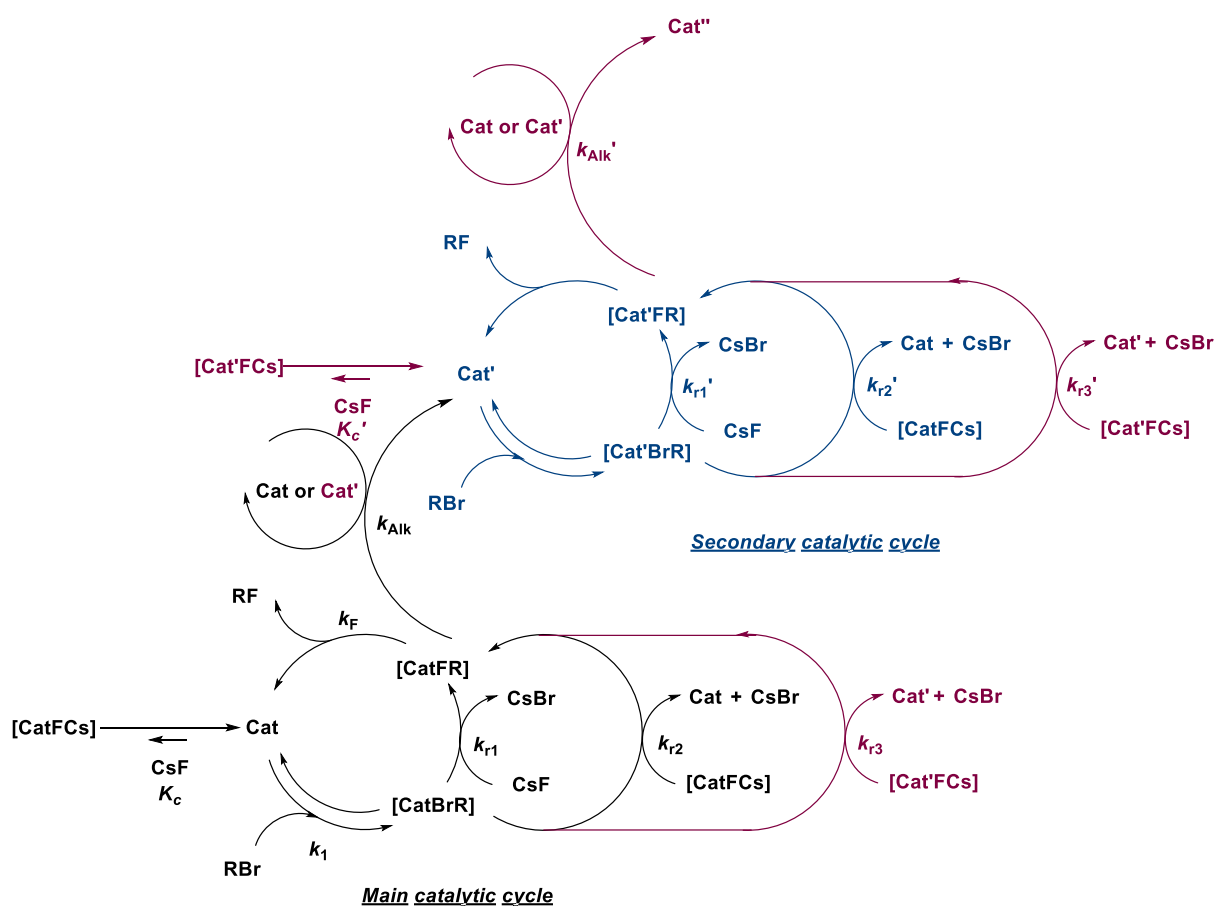 Cat''
Cat or Cat'
kAlk'
RF
[Cat'FR]
CsBr
Cat + CsBr
Cat' + CsBr
[Cat'FCs]
Cat'
kr1'
kr2'
kr3'
CsF
Kc'
CsF
[CatFCs]
[Cat'FCs]
[Cat'BrR]
Cat or Cat'
RBr
kAlk
Secondary catalytic cycle
RF
kF
[CatFR]
CsBr
Cat + CsBr
Cat' + CsBr
[CatFCs]
Cat
kr1
kr2
kr3
CsF
Kc
CsF
[CatFCs]
[Cat'FCs]
[CatBrR]
k1
RBr
Main catalytic cycle